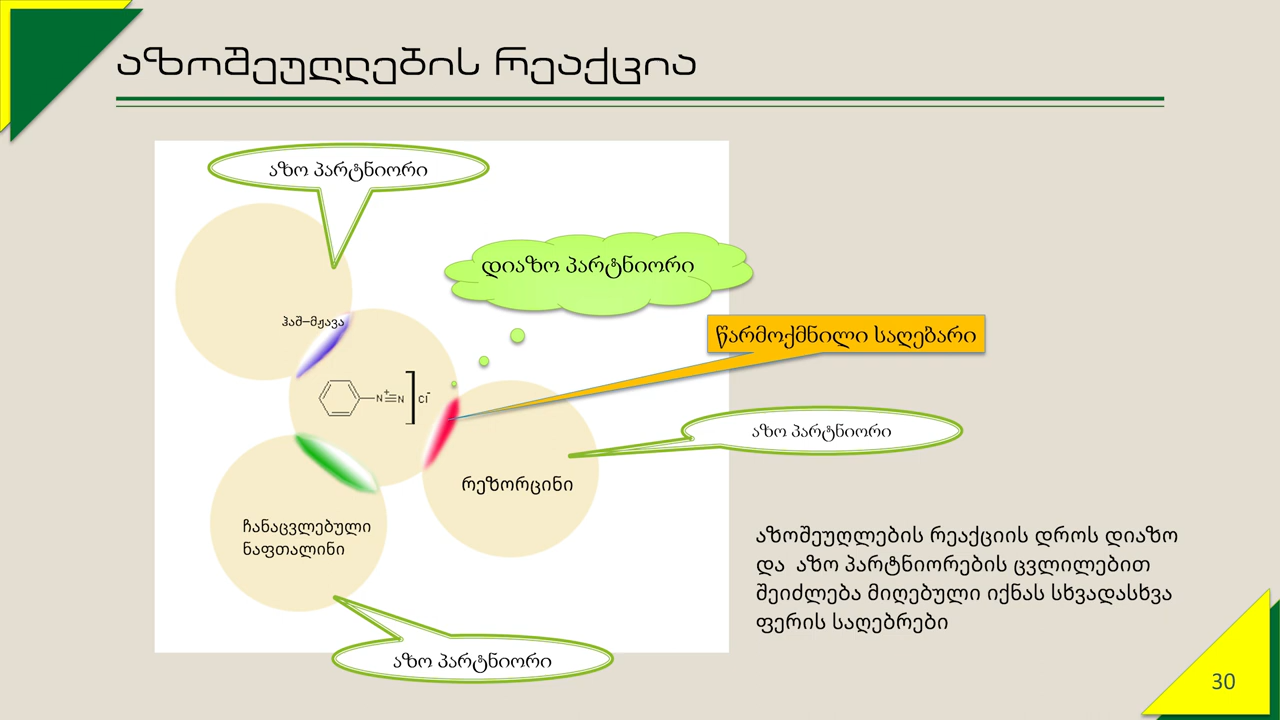 აზოშეუღლების რეაქცია
აზო პარტნიორი
დიაზო პარტნიორი
ჰაშ–მჟავა
წარმოქმნილი საღებარი
N⁺≡N ] Cl⁻
აზო პარტნიორი
რეზორცინი
ჩანაცვლებული
ნაფთალინი
აზოშეუღლების რეაქციის დროს დიაზო
და აზო პარტნიორების ცვლილებით
შეიძლება მიღებული იქნას სხვადასხვა
ფერის საღებრები
აზო პარტნიორი
30